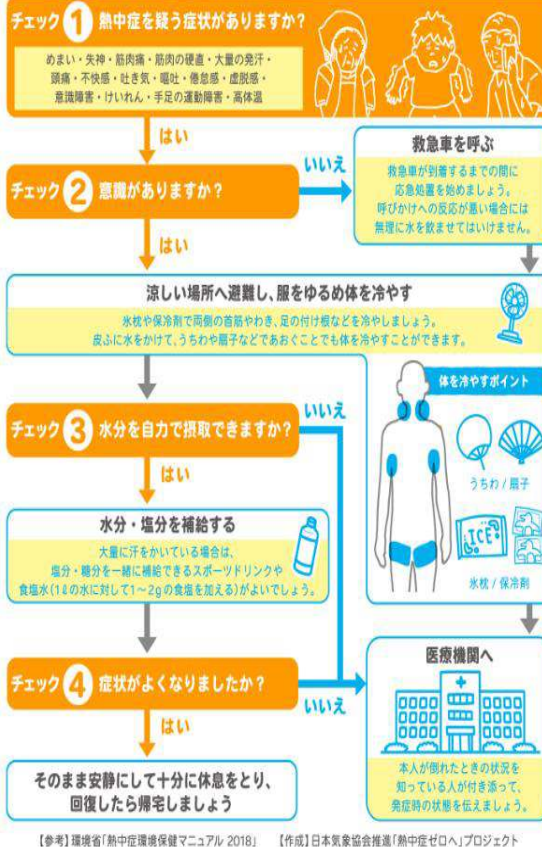 チェック 1 熱中症を疑う症状がありますか?
めまい・失神・筋肉痛・筋肉の硬直・大量の発汗・
頭痛・不快感・吐き気・嘔吐・倦怠感・虚脱感・
意識障害・けいれん・手足の運動障害・高体温
はい
チェック 2 意識がありますか?
いいえ
救急車を呼ぶ
救急車が到着するまでの間に
応急処置を始めましょう。
呼びかけへの反応が悪い場合には
無理に水を飲ませてはいけません。
はい
涼しい場所へ避難し、服をゆるめ体を冷やす
氷枕や保冷剤で両側の首筋やわき、足の付け根などを冷やしましょう。
皮ふに水をかけて、うちわや扇子などであおぐことでも体を冷やすことができます。
チェック 3 水分を自力で摂取できますか?
いいえ
はい
体を冷やすポイント
うちわ / 扇子
ICE
氷枕 / 保冷剤
水分・塩分を補給する
大量に汗をかいている場合は、
塩分・糖分を一緒に補給できるスポーツドリンクや
食塩水(1ℓの水に対して1~2gの食塩を加える)がよいでしょう。
チェック 4 症状がよくなりましたか?
いいえ
はい
医療機関へ
本人が倒れたときの状況を
知っている人が付き添って、
発症時の状態を伝えましょう。
そのまま安静にして十分に休息をとり、
回復したら帰宅しましょう
【参考】環境省「熱中症環境保健マニュアル 2018」 【作成】日本気象協会推進「熱中症ゼロへ」プロジェクト